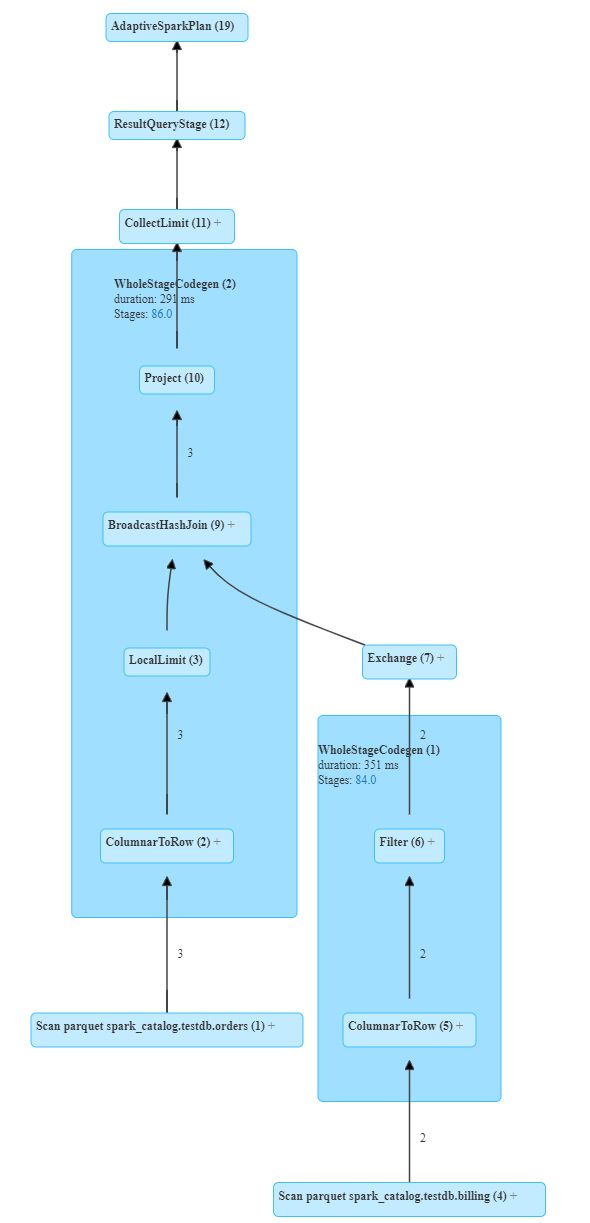 AdaptiveSparkPlan (19)
ResultQueryStage (12)
CollectLimit (11) +
WholeStageCodegen (2)
duration: 291 ms
Stages: 86.0
Project (10)
3
BroadcastHashJoin (9) +
LocalLimit (3)
Exchange (7) +
3
2
WholeStageCodegen (1)
duration: 351 ms
Stages: 84.0
ColumnarToRow (2) +
Filter (6) +
3
2
Scan parquet spark_catalog.testdb.orders (1) +
ColumnarToRow (5) +
2
Scan parquet spark_catalog.testdb.billing (4) +